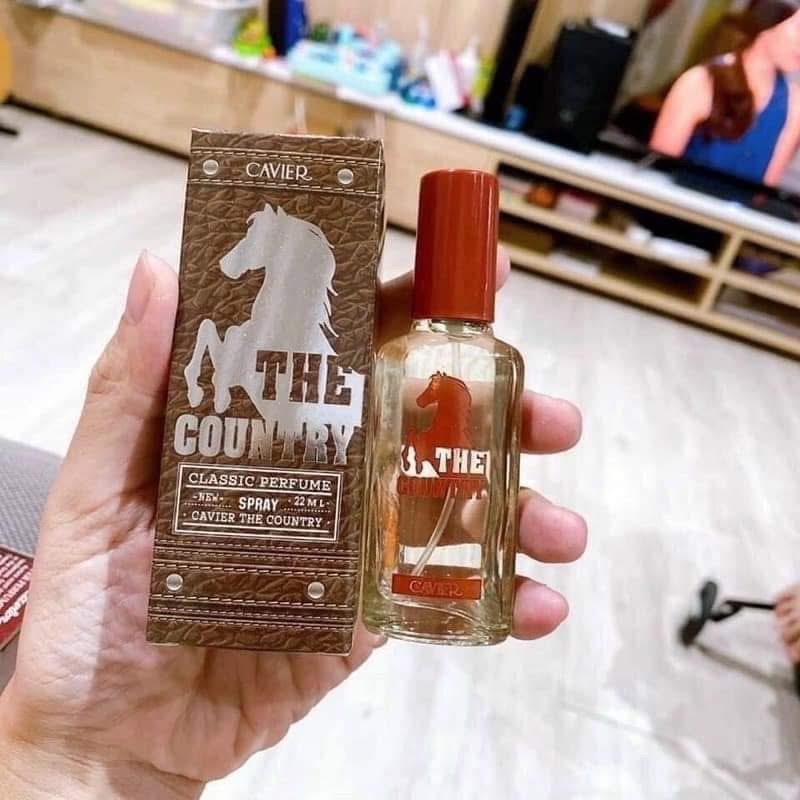 CAVIER
THE
COUNTRY
CLASSIC PERFUME
-NEW- SPRAY 22 ML
CAVIER THE COUNTRY
THE
COUNTRY
CAVIER